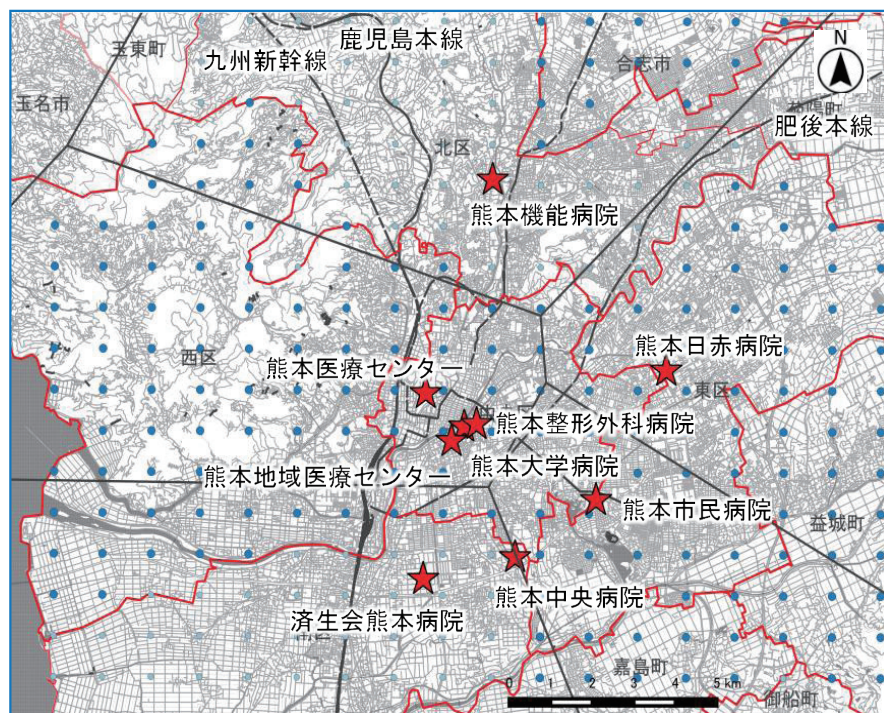 鹿児島本線
九州新幹線
玉東町
合志市
N
玉名市
肥後本線
北区
熊本機能病院
熊本日赤病院
西区
熊本医療センター
東区
熊本整形外科病院
熊本地域医療センター
熊本大学病院
熊本市民病院
益城町
熊本中央病院
済生会熊本病院
嘉島町
0 1 2 3 4 5 km
御船町